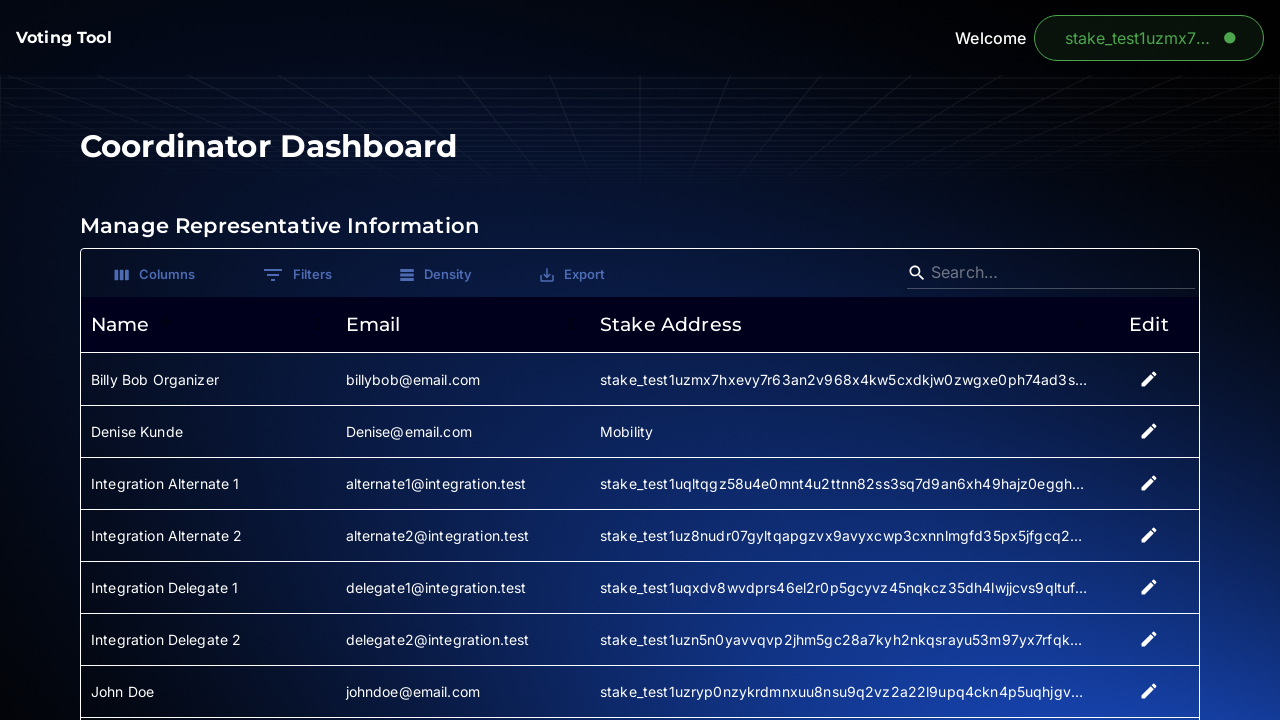 Voting Tool
Welcome stake_test1uzmx7...
Coordinator Dashboard
Manage Representative Information
Columns Filters Density Export Search...
Name Email Stake Address Edit
Billy Bob Organizer billybob@email.com stake_test1uzmx7hxevy7r63an2v968x4kw5cxdkjw0zwgxe0ph74ad3s...
Denise Kunde Denise@email.com Mobility
Integration Alternate 1 alternate1@integration.test stake_test1uqltqgz58u4e0mnt4u2ttnn82ss3sq7d9an6xh49hajz0eggh...
Integration Alternate 2 alternate2@integration.test stake_test1uz8nudr07gyltqapgzvx9avyxcwp3cxnnlmgfd35px5jfgcq2...
Integration Delegate 1 delegate1@integration.test stake_test1uqxdv8wvdprs46el2r0p5gcyvz45nqkcz35dh4lwjjcvs9qltuf...
Integration Delegate 2 delegate2@integration.test stake_test1uzn5n0yavvqvp2jhm5gc28a7kyh2nkqsrayu53m97yx7rfqk...
John Doe johndoe@email.com stake_test1uzryp0nzykrdmnxuu8nsu9q2vz2a22l9upq4ckn4p5uqhjgv...